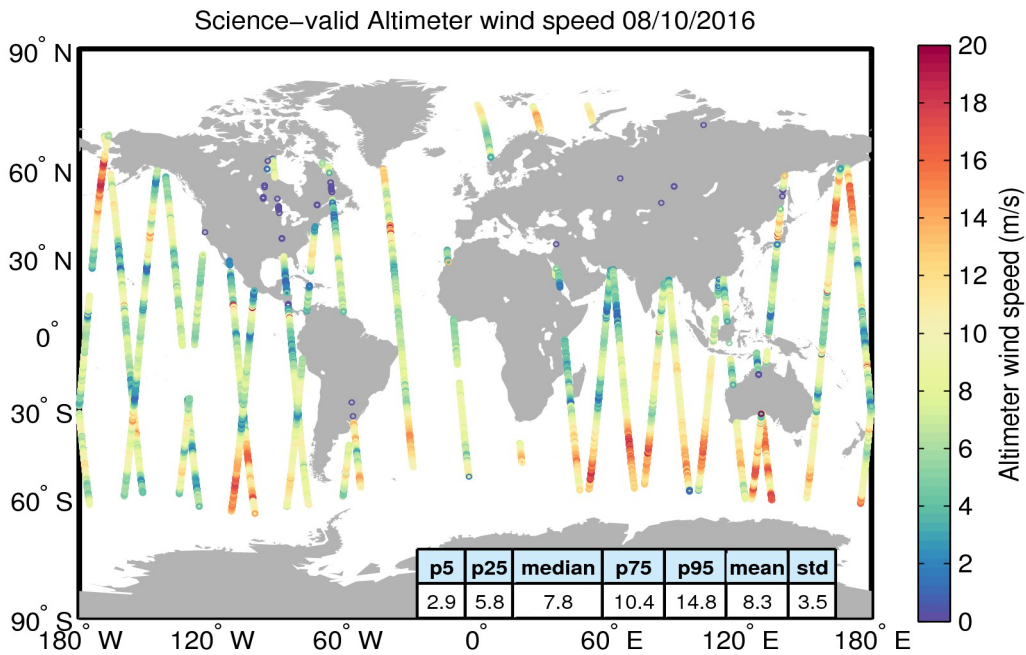 Science-valid Altimeter wind speed 08/10/2016
90° N
60° N
30° N
0°
30° S
60° S
90° S
180° W
120° W
60° W
0°
60° E
120° E
180° E
p5 p25 median p75 p95 mean std
2.9 5.8 7.8 10.4 14.8 8.3 3.5
20
18
16
14
12
10
8
6
4
2
0
Altimeter wind speed (m/s)